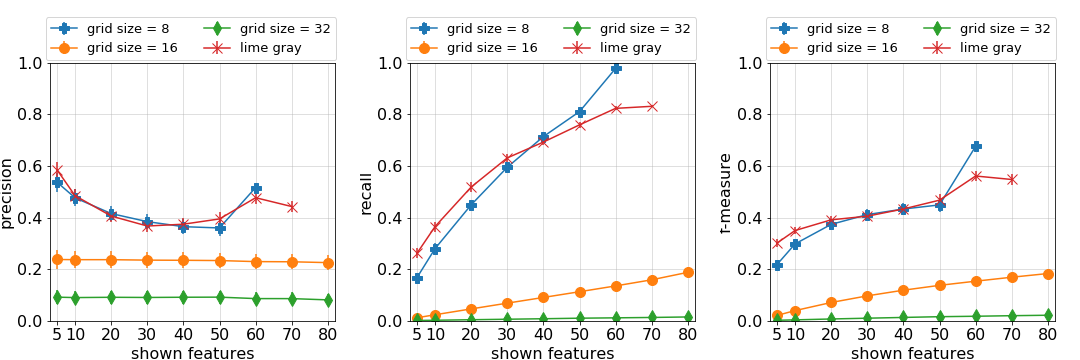 grid size = 8
grid size = 16
grid size = 32
lime gray
precision
1.0
0.8
0.6
0.4
0.2
0.0
5 10 20 30 40 50 60 70 80
shown features
grid size = 8
grid size = 16
grid size = 32
lime gray
recall
1.0
0.8
0.6
0.4
0.2
0.0
5 10 20 30 40 50 60 70 80
shown features
grid size = 8
grid size = 16
grid size = 32
lime gray
f-measure
1.0
0.8
0.6
0.4
0.2
0.0
5 10 20 30 40 50 60 70 80
shown features